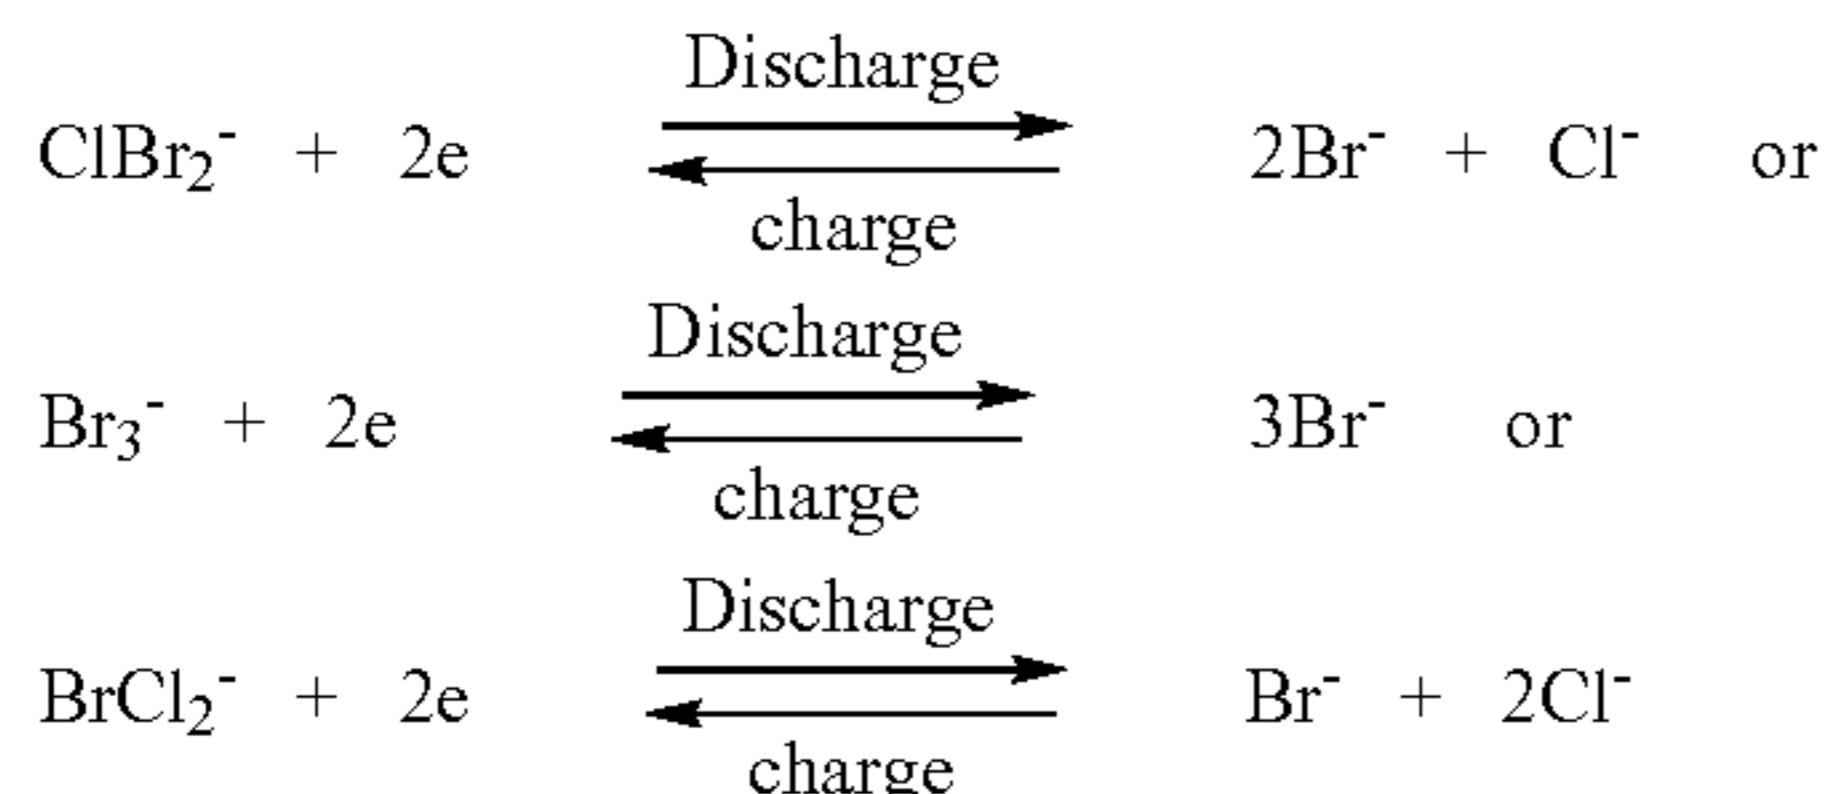 Discharge
ClBr₂⁻ + 2e 2Br⁻ + Cl⁻ or
charge
Discharge
Br₃⁻ + 2e 3Br⁻ or
charge
Discharge
BrCl₂⁻ + 2e Br⁻ + 2Cl⁻
charge